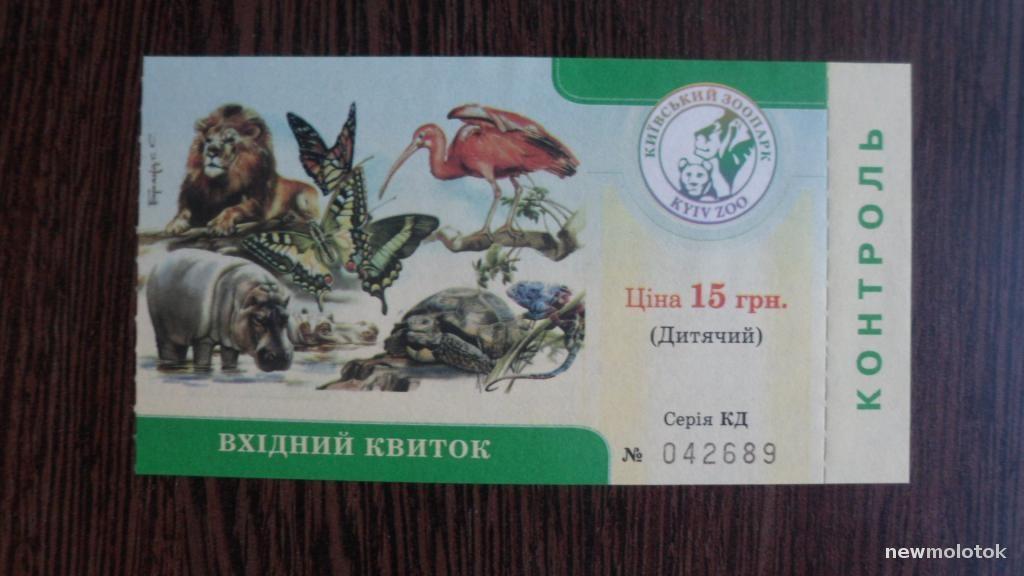 КИЇВСЬКИЙ ЗООПАРК
KYIV ZOO
Ціна 15 грн.
(Дитячий)
Серія КД
№ 042689
ВХІДНИЙ КВИТОК
КОНТРОЛЬ
newmolotok